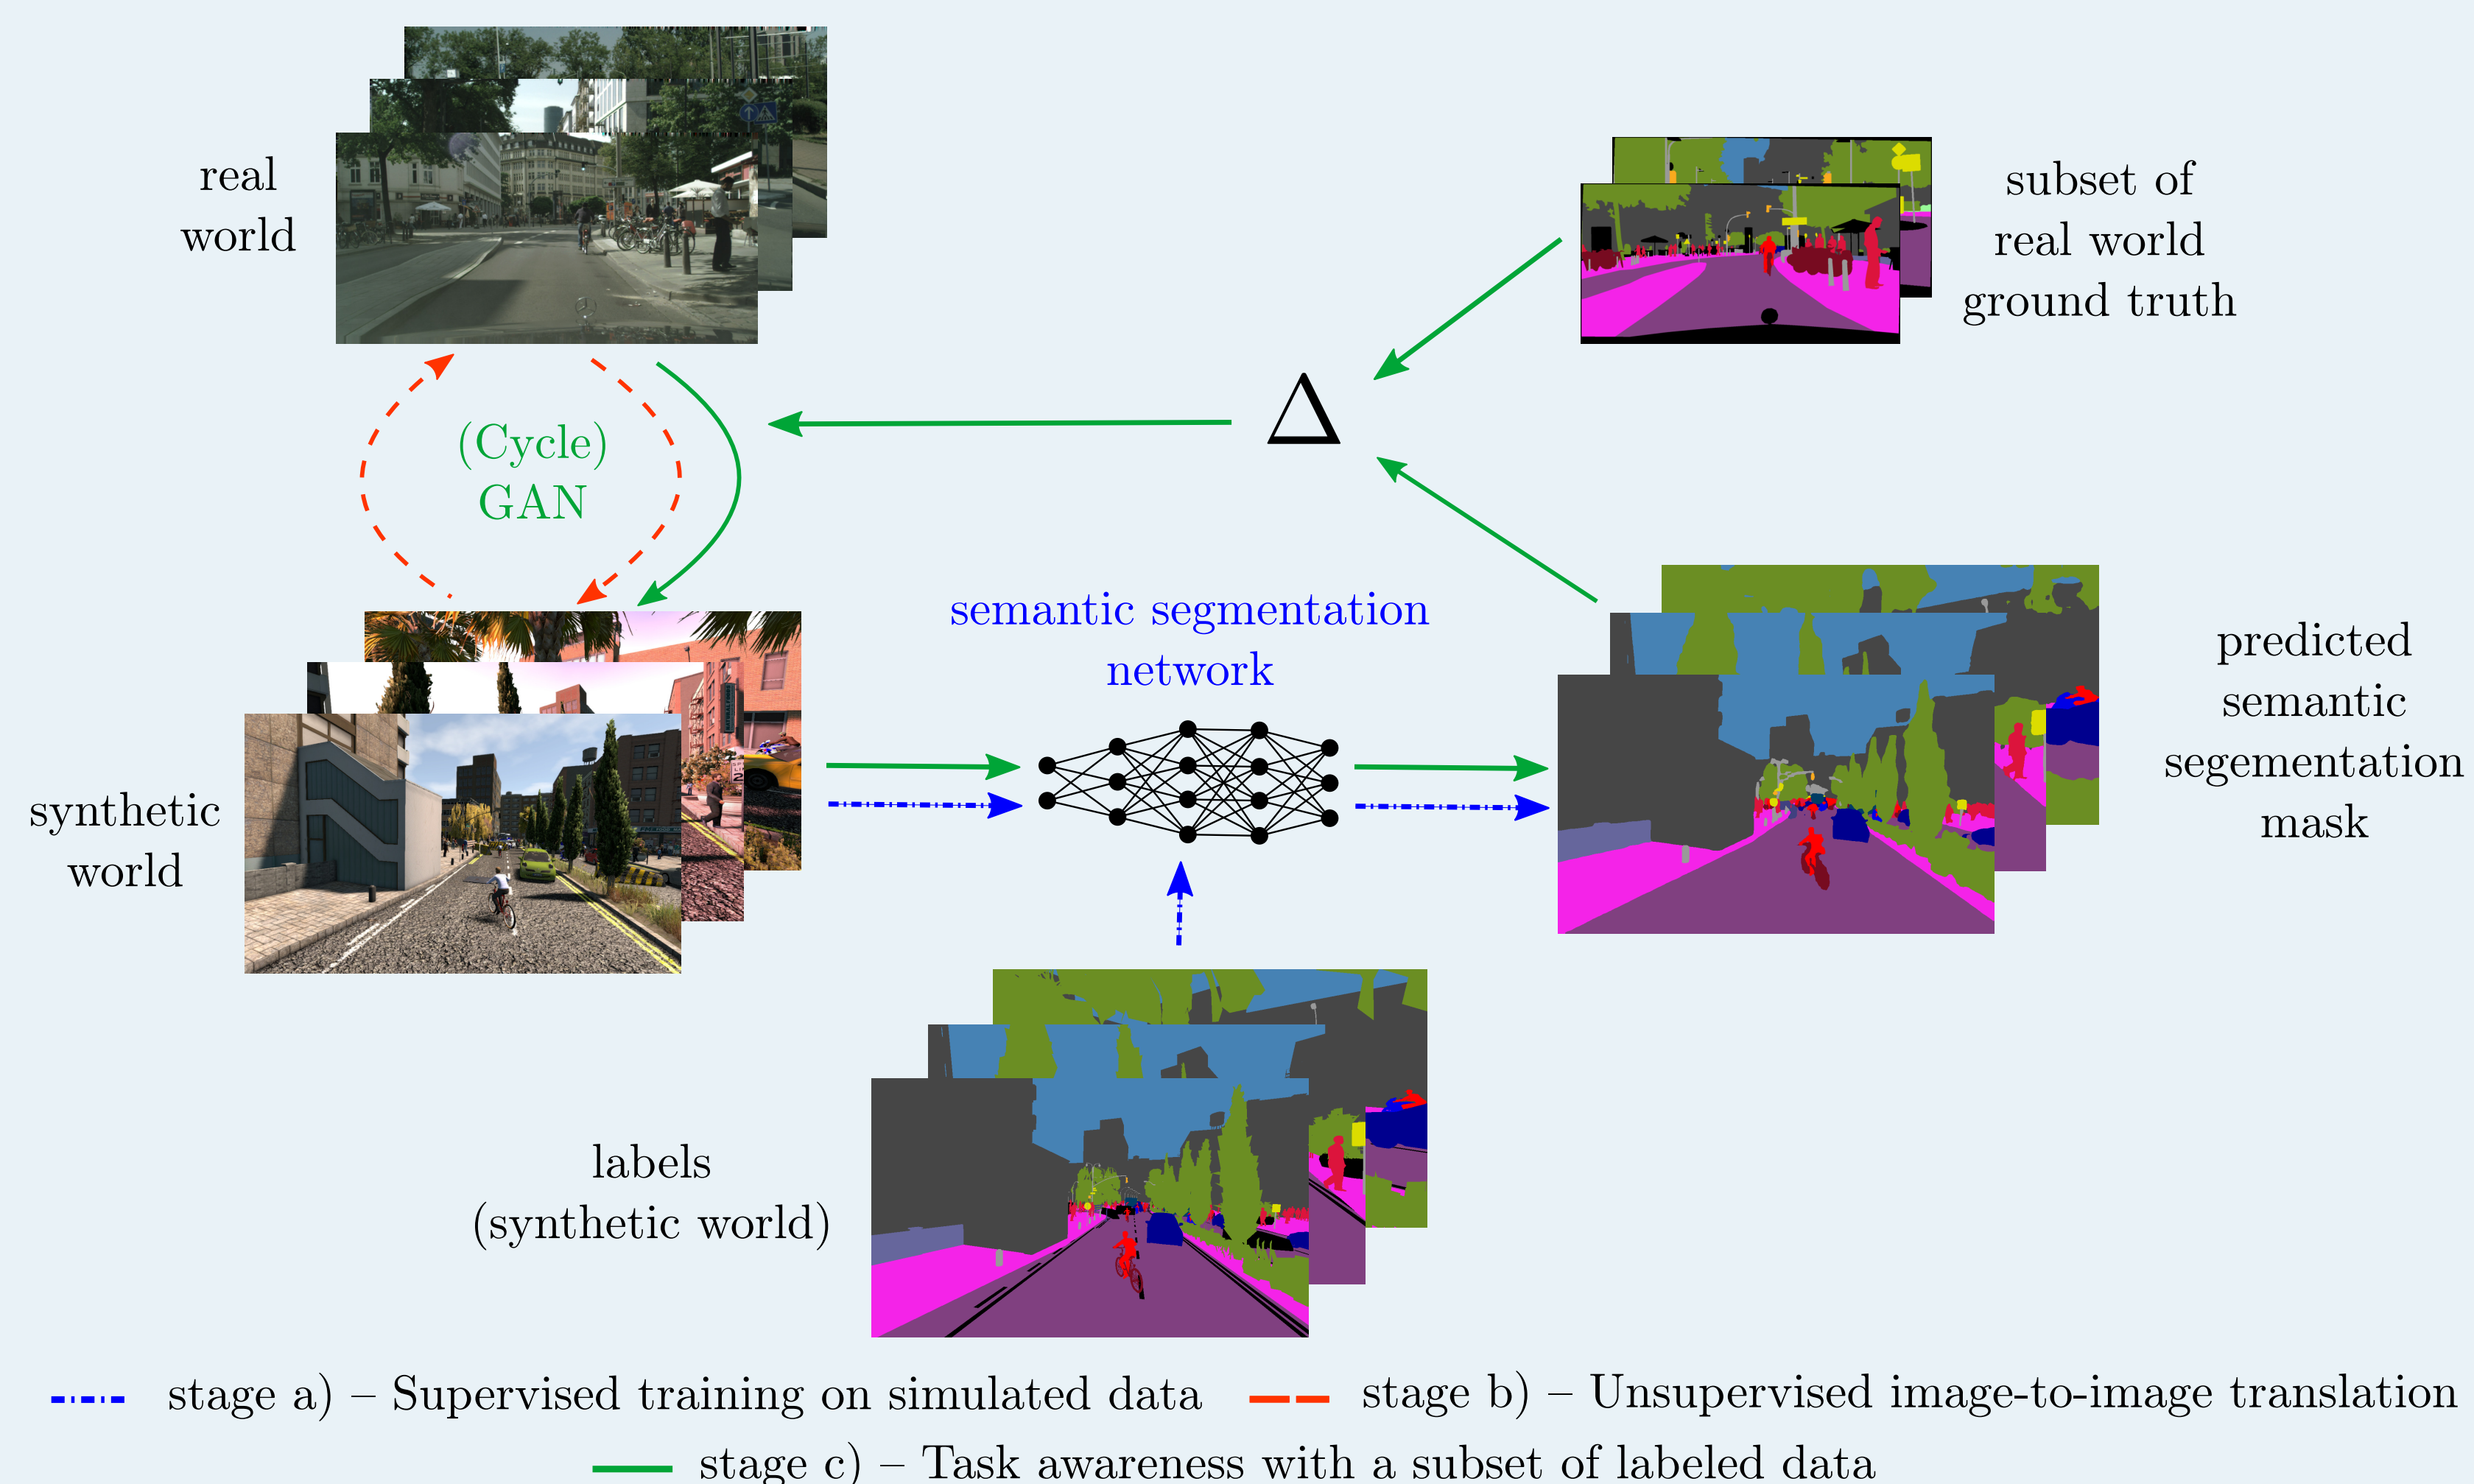 real
world
subset of
real world
ground truth
Δ
(Cycle)
GAN
semantic segmentation
network
predicted
semantic
segementation
mask
synthetic
world
labels
(synthetic world)
stage a) – Supervised training on simulated data
stage b) – Unsupervised image-to-image translation
stage c) – Task awareness with a subset of labeled data